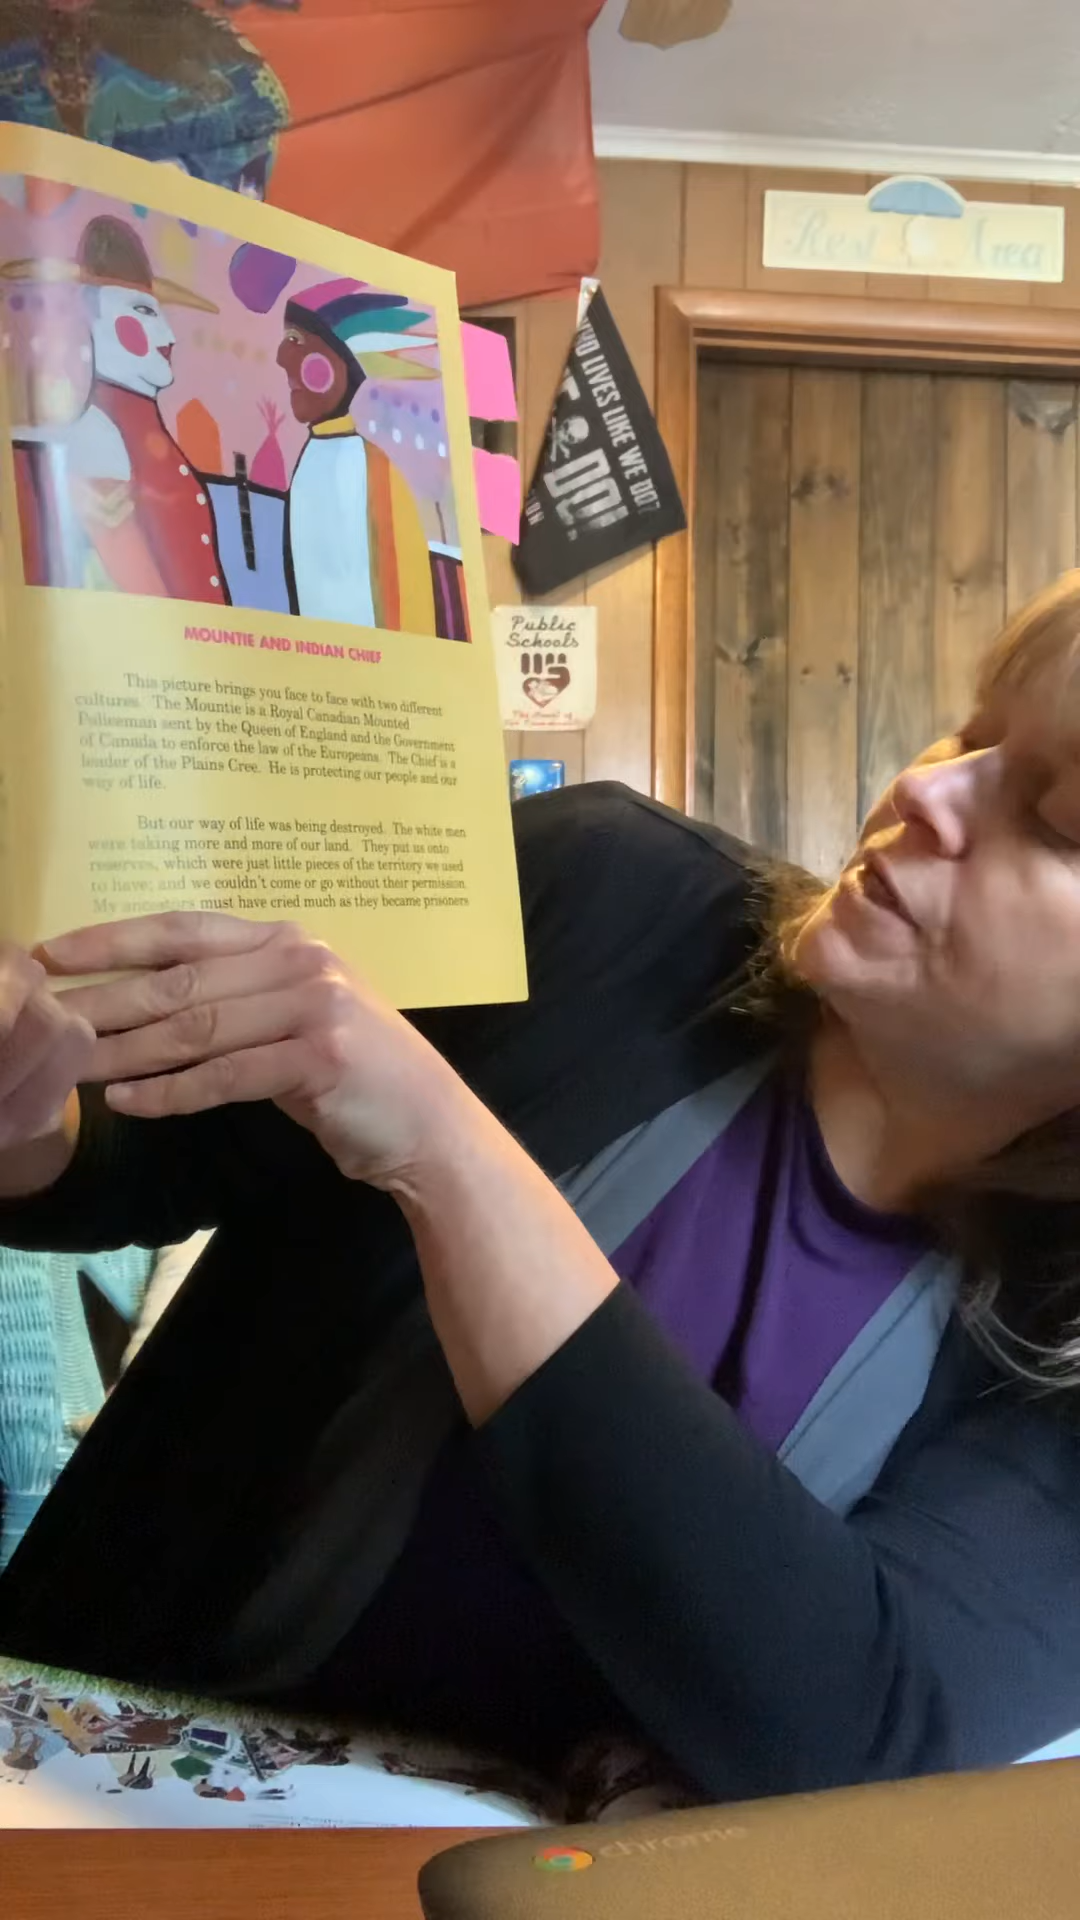 Rest Area
WHO LIVES LIKE WE DO?
Public
Schools
MOUNTIE AND INDIAN CHIEF
This picture brings you face to face with two different
cultures. The Mountie is a Royal Canadian Mounted
Policeman sent by the Queen of England and the Government
of Canada to enforce the law of the Europeans. The Chief is a
leader of the Plains Cree. He is protecting our people and our
way of life.
But our way of life was being destroyed. The white men
were taking more and more of our land. They put us onto
reserves, which were just little pieces of the territory we used
to have; and we couldn't come or go without their permission.
My ancestors must have cried much as they became prisoners
chrome